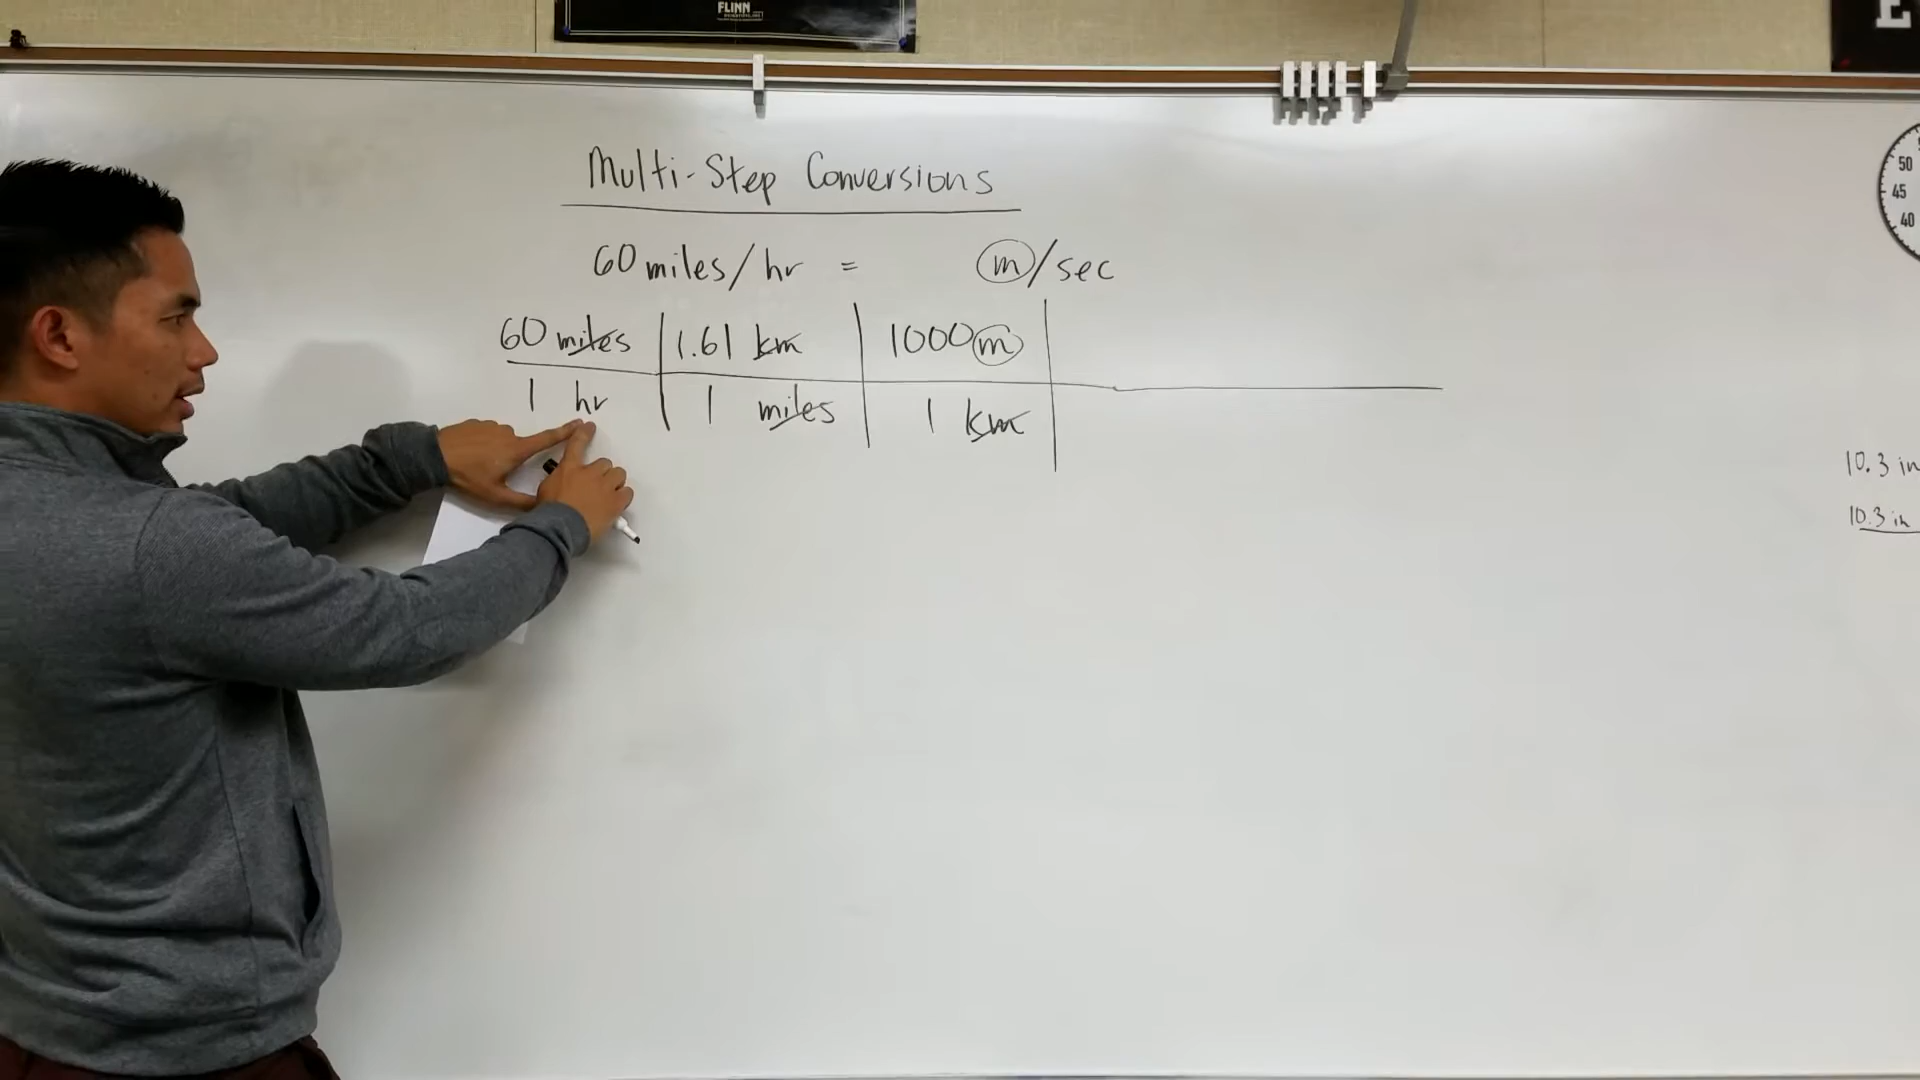 FLINN
E
Multi-Step Conversions
60 miles/hr = m/sec
60 miles 1.61 km 1000 m
1 hr 1 miles 1 km
50
45
40
10.3 in
10.3 in